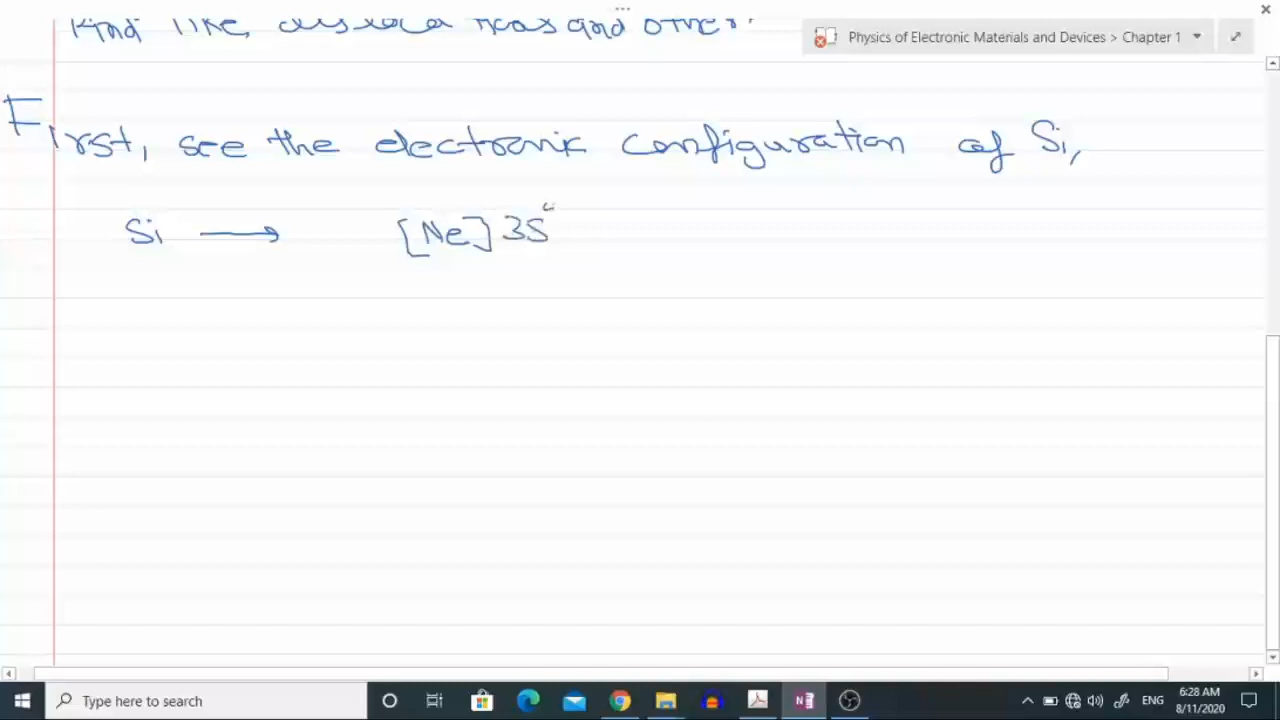 Physics of Electronic Materials and Devices > Chapter 1
First, see the electronic configuration of Si,
Si → [Ne] 3S
Type here to search
ENG
6:28 AM
8/11/2020